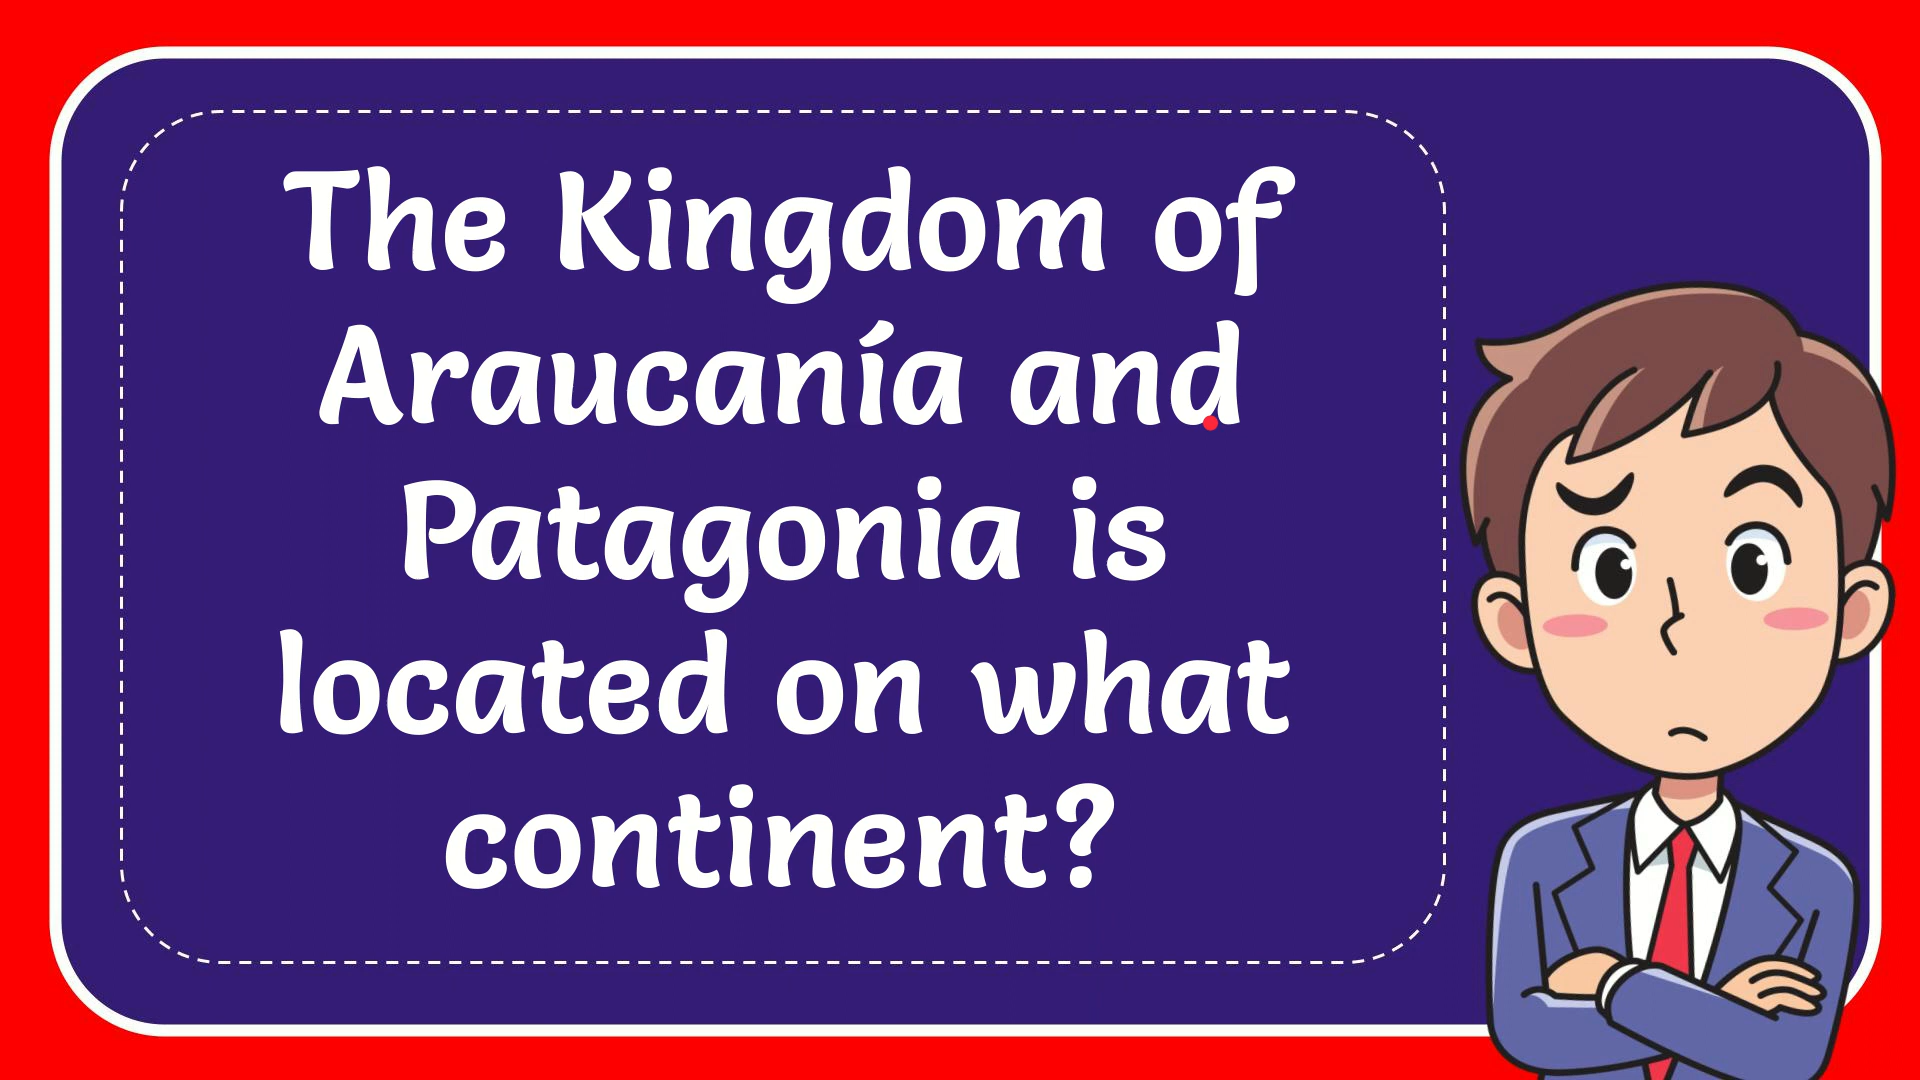 The Kingdom of
Araucanía and
Patagonia is
located on what
continent?